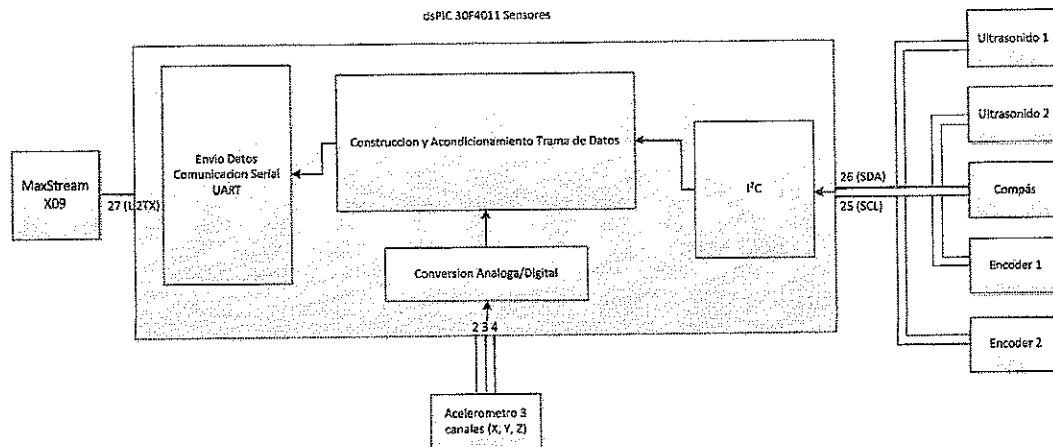 dsPIC 30F4011 Sensores
Ultrasonido 1
Ultrasonido 2
Compás
Encoder 1
Encoder 2
26 (SDA)
25 (SCL)
I²C
Construccion y Acondicionamiento Trama de Datos
Envio Datos
Comunicacion Serial
UART
MaxStream
X09
27 (U2TX)
Conversion Analoga/Digital
2 3 4
Acelerometro 3
canales (X, Y, Z)